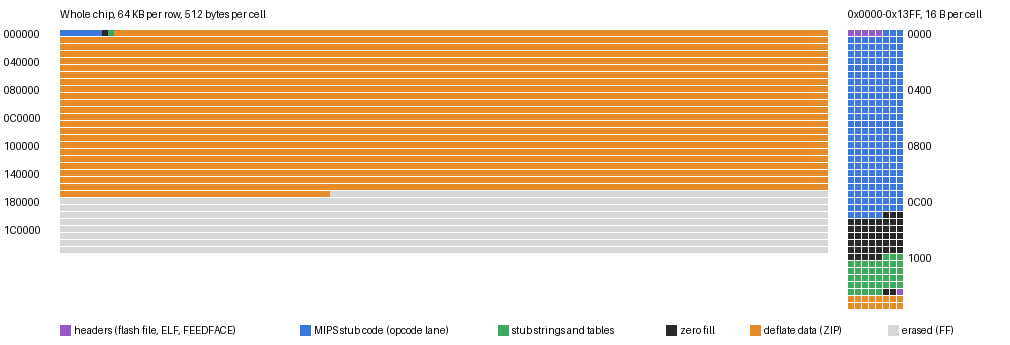 Whole chip, 64 KB per row, 512 bytes per cell
0x0000-0x13FF, 16 B per cell
000000
0000
040000
080000
0400
0C0000
100000
0800
140000
180000
0C00
1C0000
1000
headers (flash file, ELF, FEEDFACE)
MIPS stub code (opcode lane)
stub strings and tables
zero fill
deflate data (ZIP)
erased (FF)